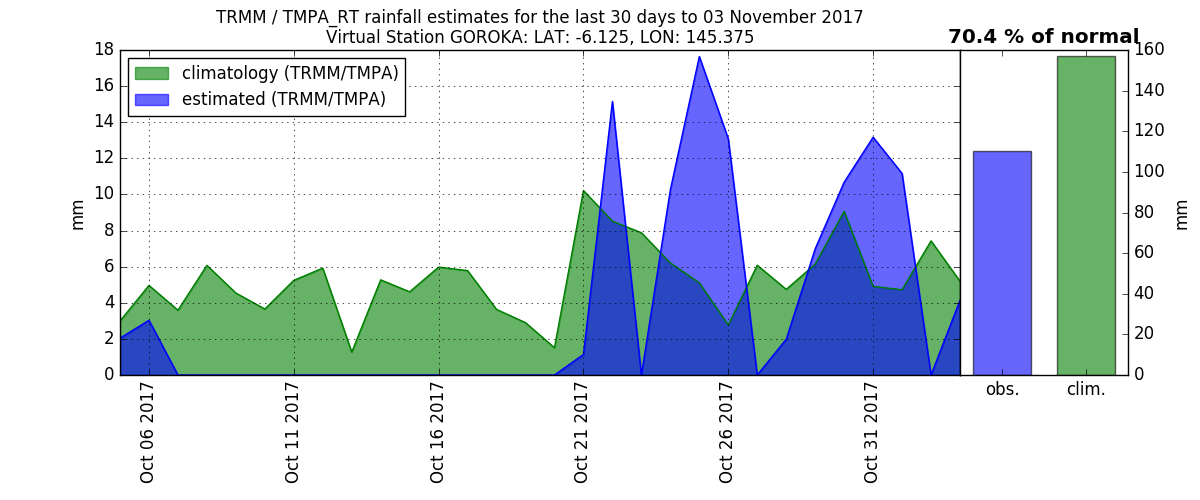 TRMM / TMPA_RT rainfall estimates for the last 30 days to 03 November 2017
Virtual Station GOROKA: LAT: -6.125, LON: 145.375
70.4 % of normal
climatology (TRMM/TMPA)
estimated (TRMM/TMPA)
mm
18
16
14
12
10
8
6
4
2
0
Oct 06 2017
Oct 11 2017
Oct 16 2017
Oct 21 2017
Oct 26 2017
Oct 31 2017
obs.
clim.
160
140
120
100
80
60
40
20
0
mm